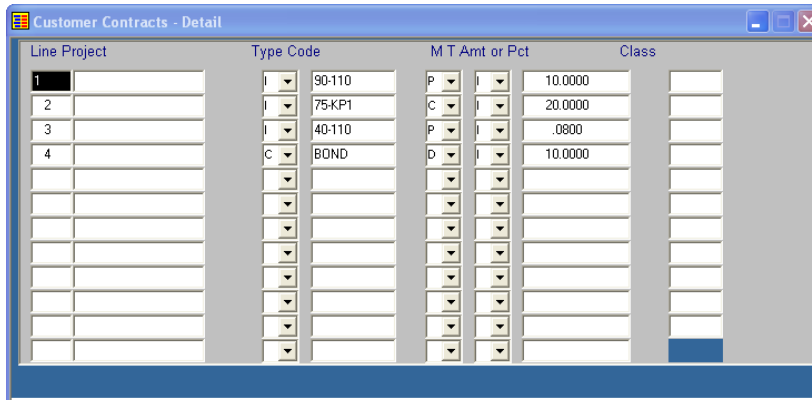 Customer Contracts - Detail
Line Project Type Code M T Amt or Pct Class
1 I 90-110 P I 10.0000
2 I 75-KP1 C I 20.0000
3 I 40-110 P I .0800
4 C BOND D I 10.0000